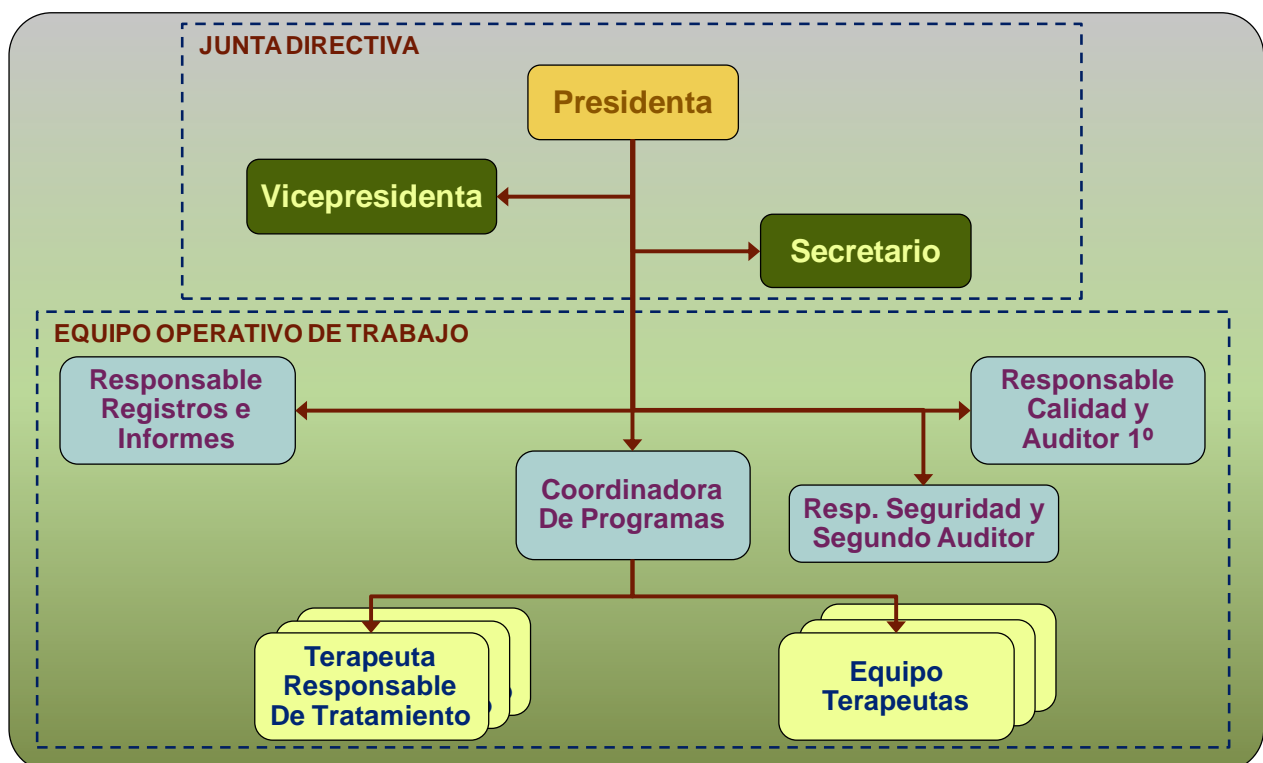 JUNTA DIRECTIVA
Presidenta
Vicepresidenta
Secretario
EQUIPO OPERATIVO DE TRABAJO
Responsable
Registros e
Informes
Responsable
Calidad y
Auditor 1º
Coordinadora
De Programas
Resp. Seguridad y
Segundo Auditor
Terapeuta
Responsable
De Tratamiento
Equipo
Terapeutas